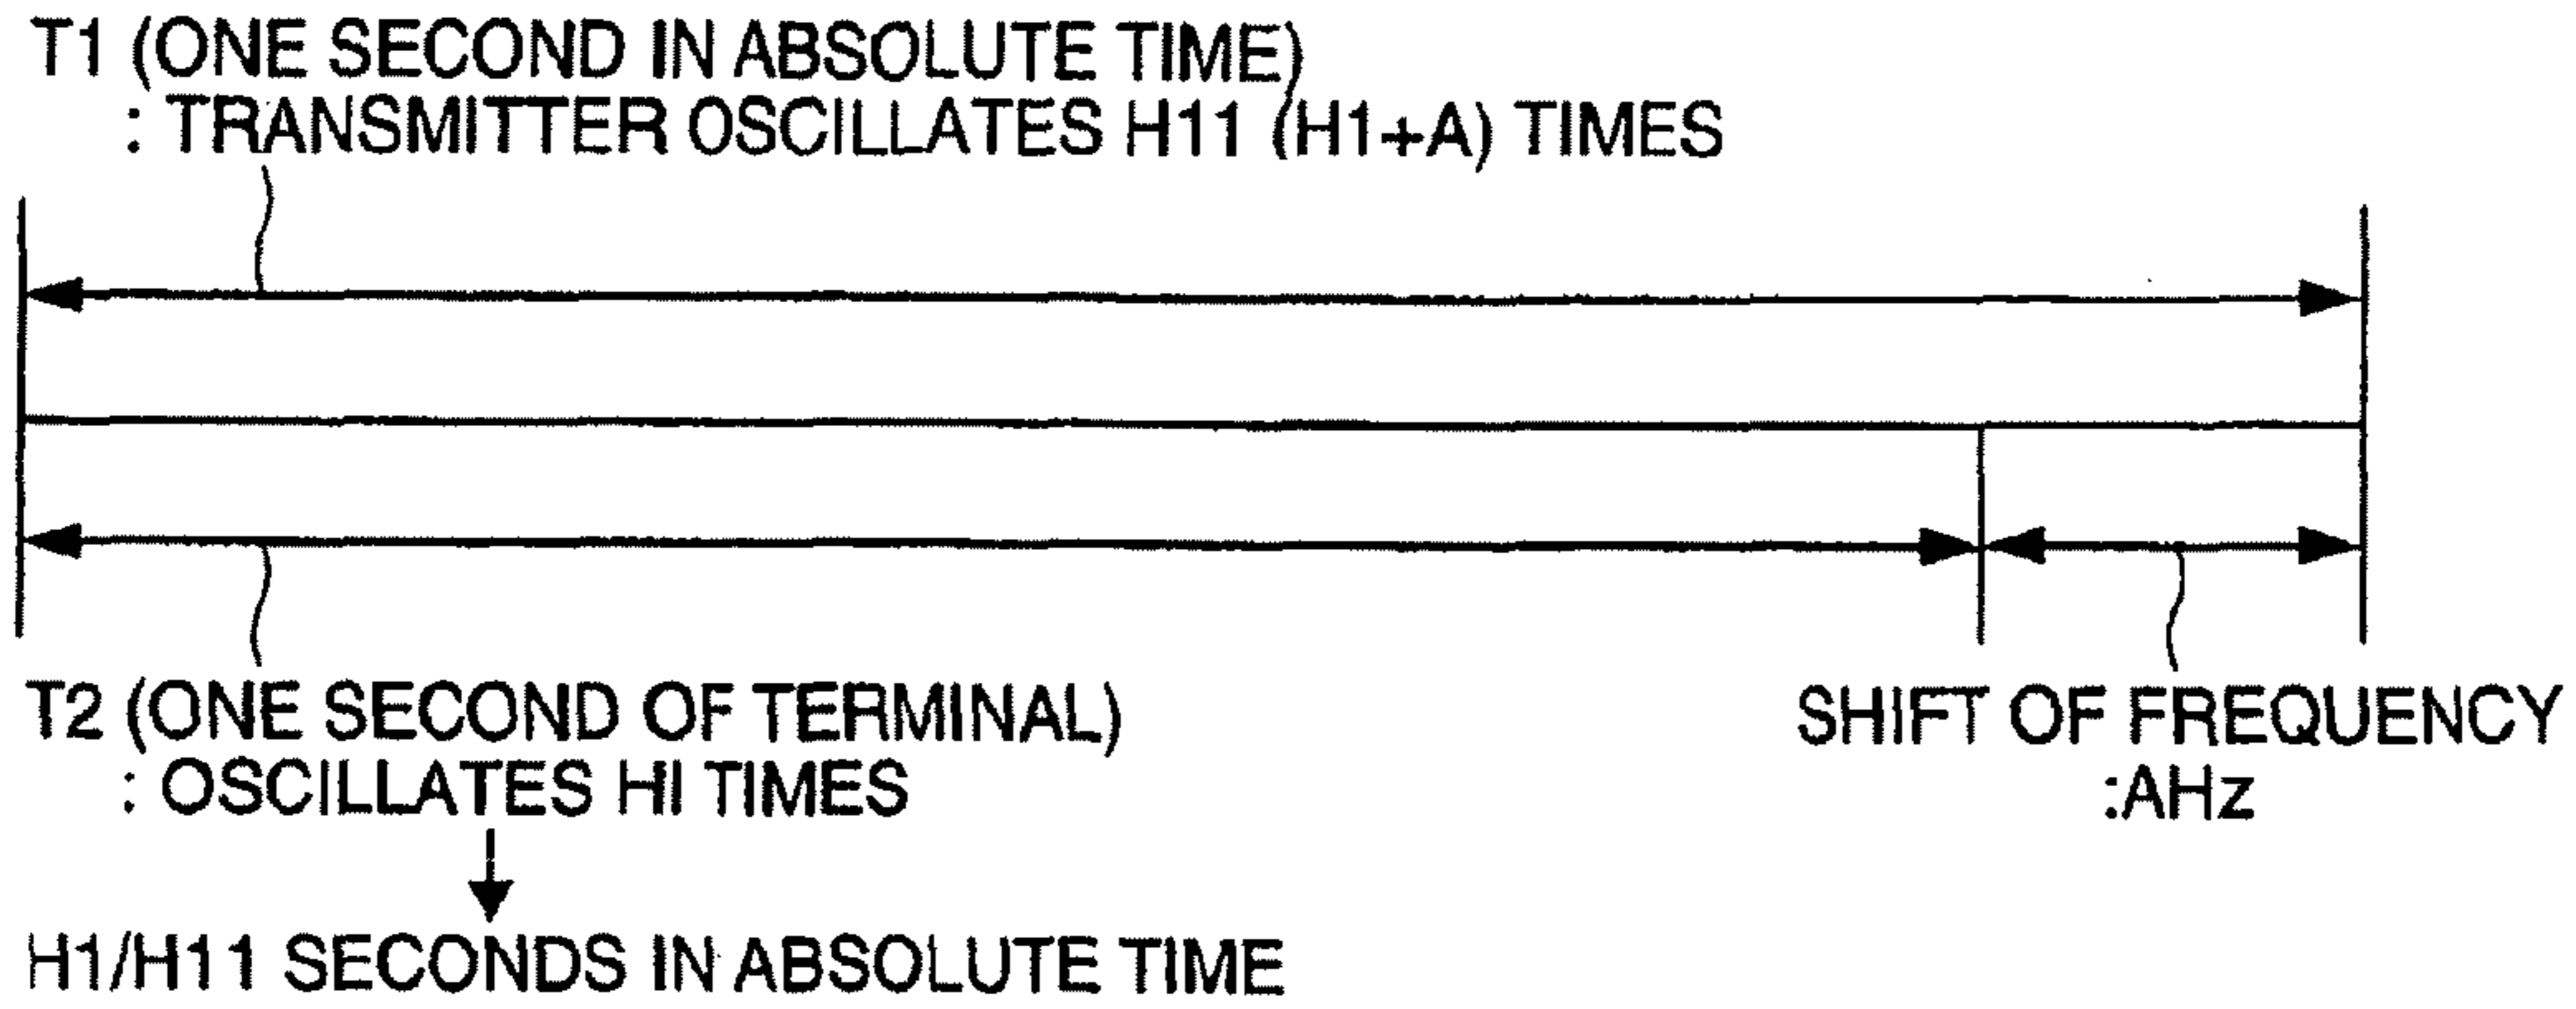 T1 (ONE SECOND IN ABSOLUTE TIME)
: TRANSMITTER OSCILLATES H11 (H1+A) TIMES
T2 (ONE SECOND OF TERMINAL)
: OSCILLATES HI TIMES
SHIFT OF FREQUENCY
:AHz
H1/H11 SECONDS IN ABSOLUTE TIME